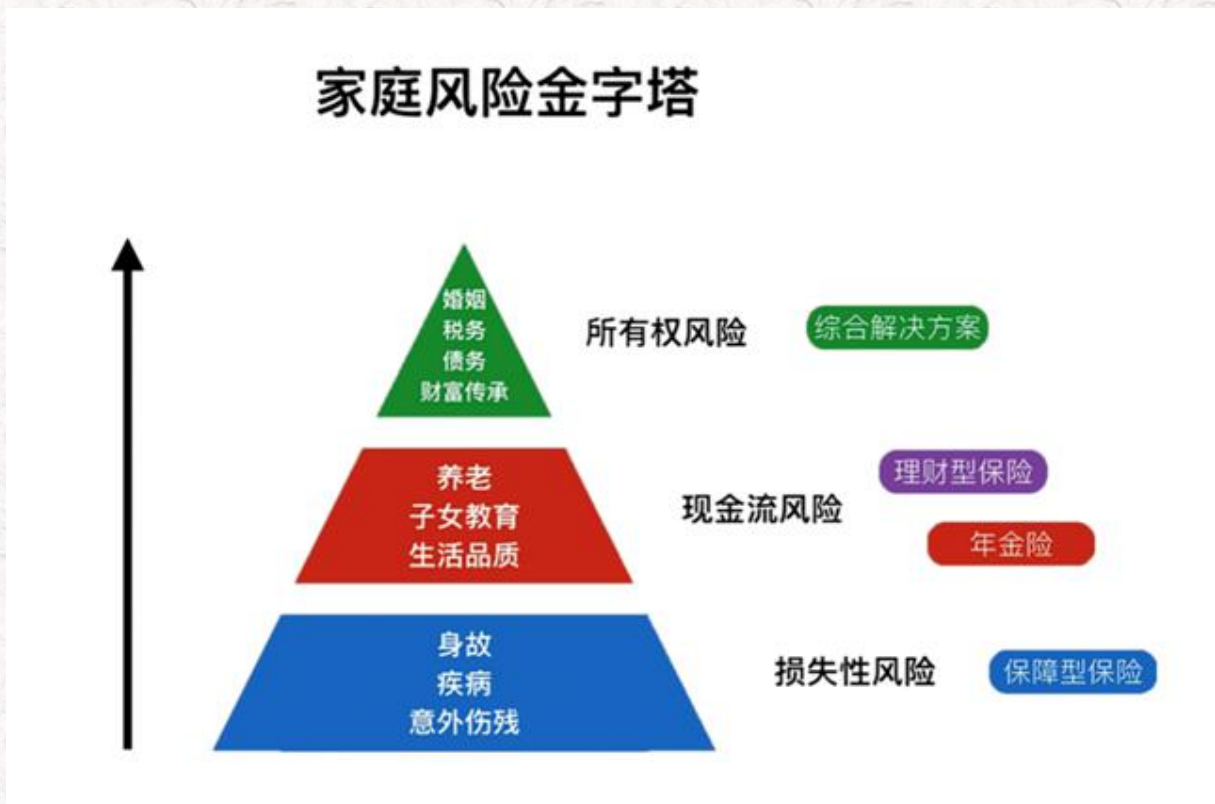 家庭风险金字塔
婚姻
税务
债务
财富传承
所有权风险
综合解决方案
养老
子女教育
生活品质
现金流风险
理财型保险
年金险
身故
疾病
意外伤残
损失性风险
保障型保险